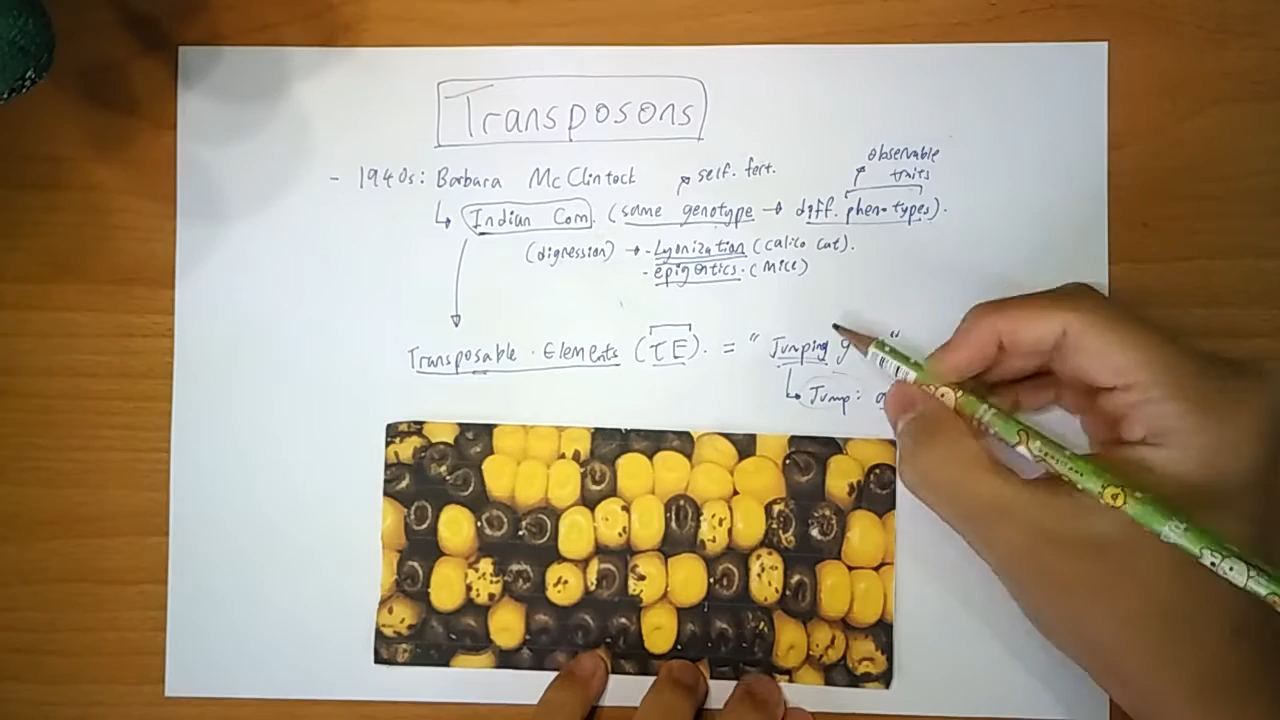 Transposons
- 1940s: Barbara McClintock
self. fert.
observable traits
↳ Indian Corn. (same genotype → diff. phenotypes).
(digression) → - Lyonization (calico cat).
- epigntics. (Mice)
Transposable. Elements (TE). = "Jumping g "
↳ Jump: